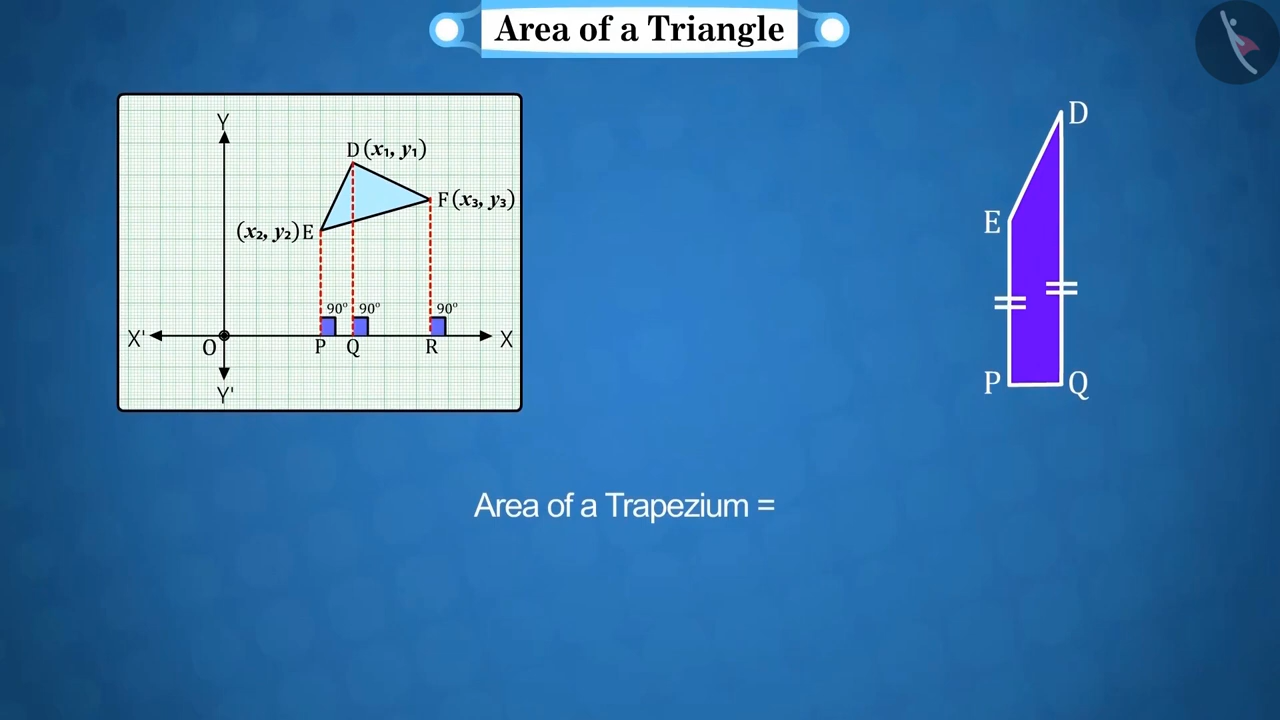 Area of a Triangle
Y
D (x₁, y₁)
F (x₃, y₃)
(x₂, y₂) E
90° 90° 90°
X' O P Q R X
Y'
D
E
P Q
Area of a Trapezium =